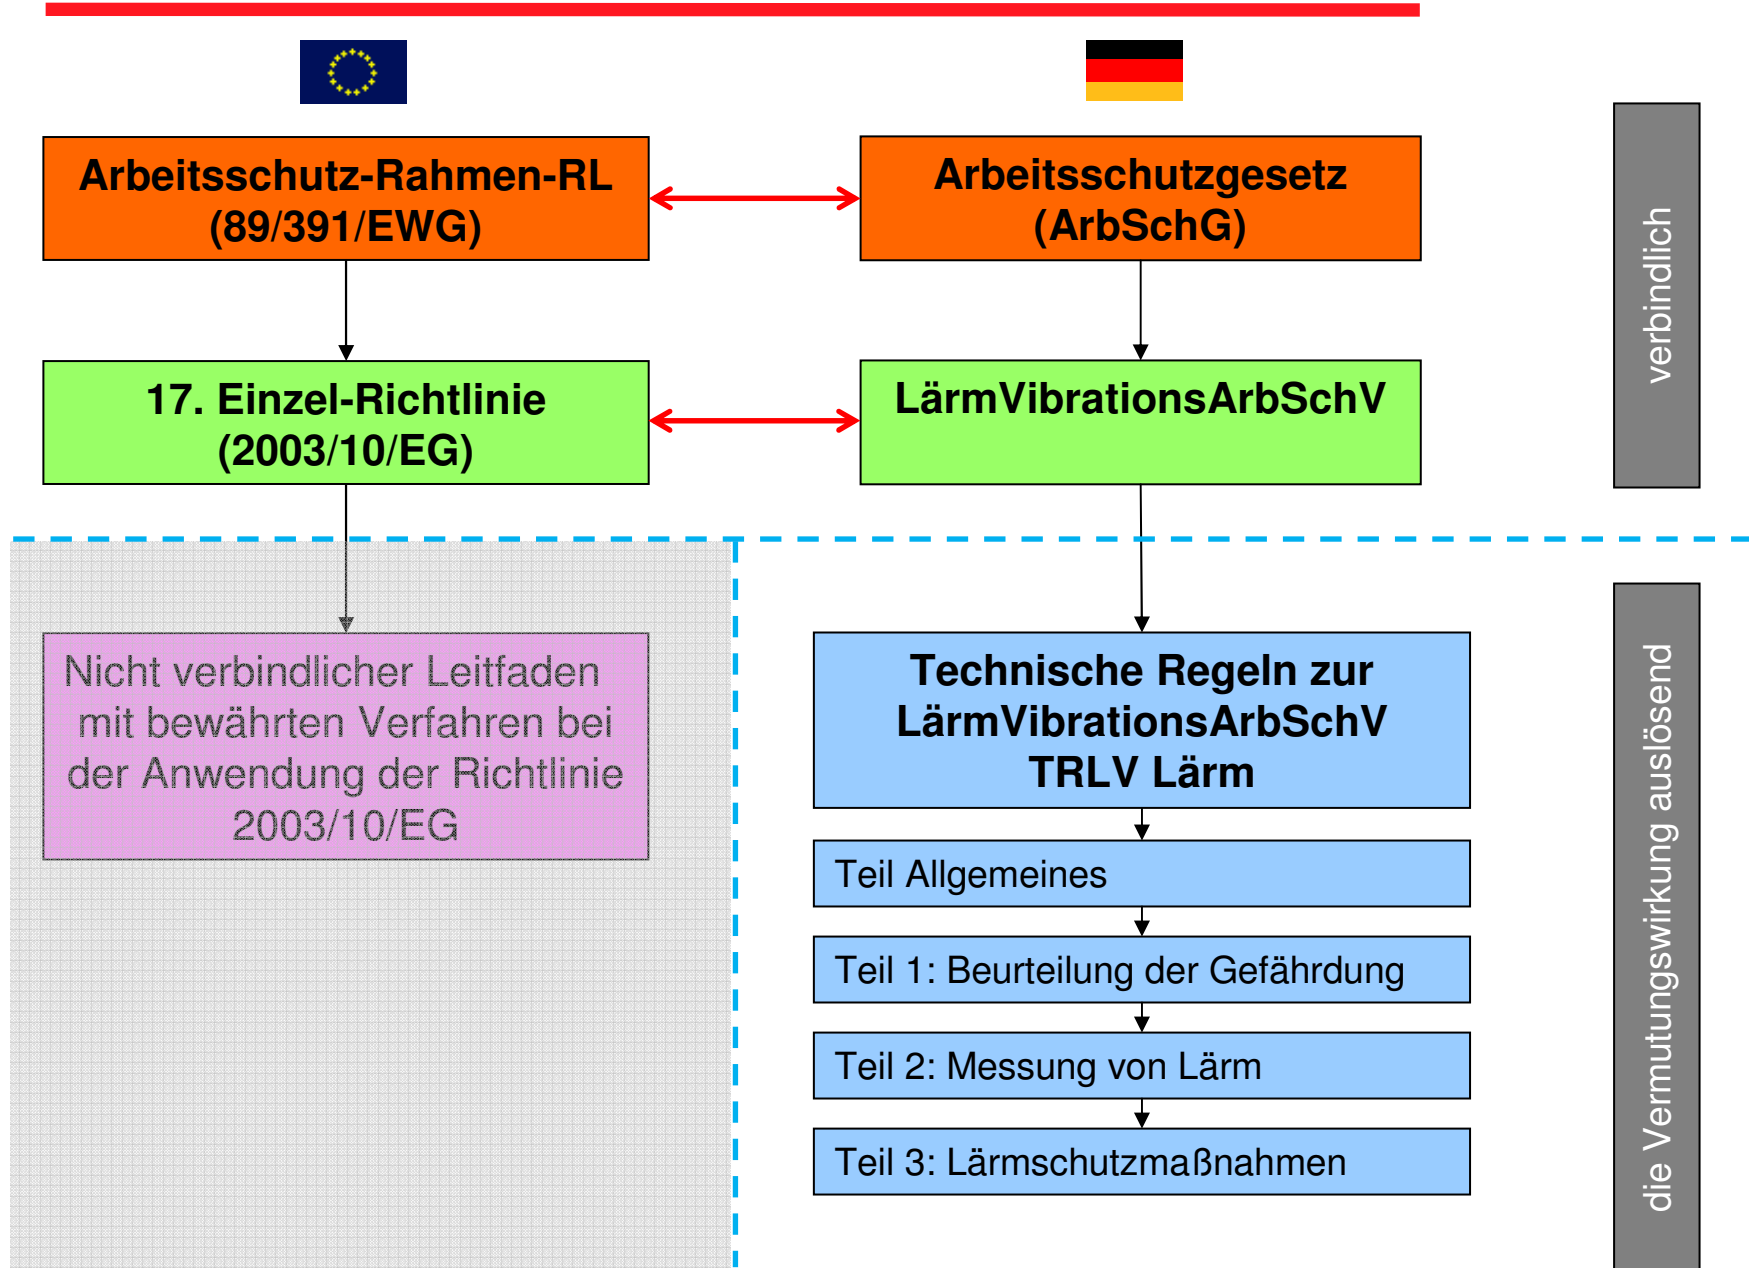 Arbeitsschutz-Rahmen-RL
(89/391/EWG)
Arbeitsschutzgesetz
(ArbSchG)
17. Einzel-Richtlinie
(2003/10/EG)
LärmVibrationsArbSchV
verbindlich
Nicht verbindlicher Leitfaden
mit bewährten Verfahren bei
der Anwendung der Richtlinie
2003/10/EG
Technische Regeln zur
LärmVibrationsArbSchV
TRLV Lärm
Teil Allgemeines
Teil 1: Beurteilung der Gefährdung
Teil 2: Messung von Lärm
Teil 3: Lärmschutzmaßnahmen
die Vermutungswirkung auslösend